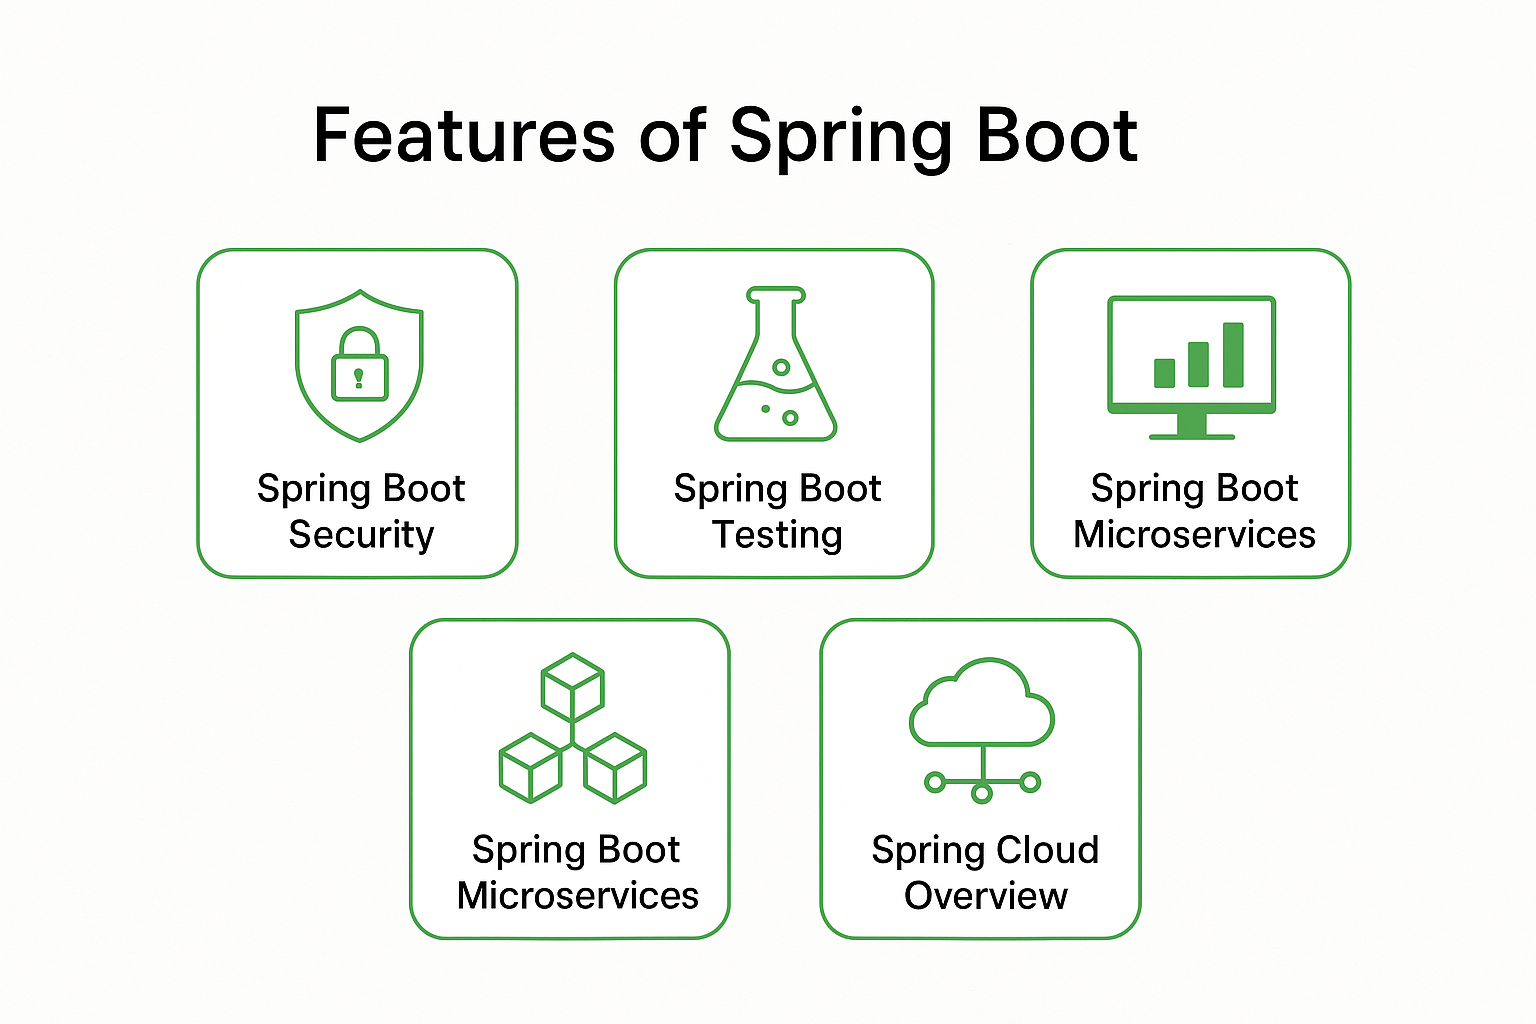 Features of Spring Boot
Spring Boot
Security
Spring Boot
Testing
Spring Boot
Microservices
Spring Boot
Microservices
Spring Cloud
Overview